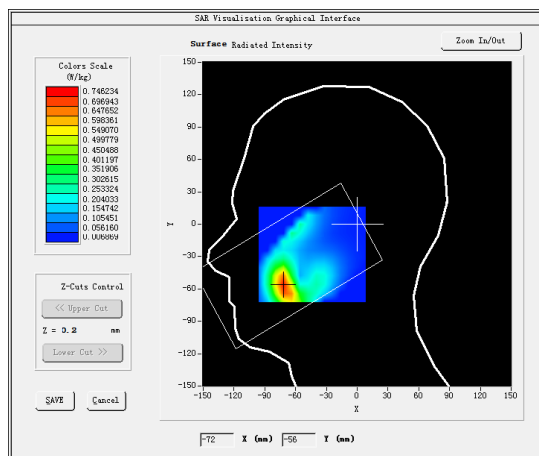 SAR Visualisation Graphical Interface
Surface Radiated Intensity
Zoom In/Out
Colors Scale
(W/kg)
0.746234
0.696943
0.647652
0.598361
0.549070
0.499779
0.450488
0.401197
0.351906
0.302615
0.253324
0.204033
0.154742
0.105451
0.056160
0.006869
150
120
90
60
30
0
-30
-60
-90
-120
-150
Y
-150 -120 -90 -60 -30 0 30 60 90 120 150
X
Z-Cuts Control
<< Upper Cut
Z = 0.2 mm
Lower Cut >>
SAVE Cancel
-72 X (mm) -56 Y (mm)